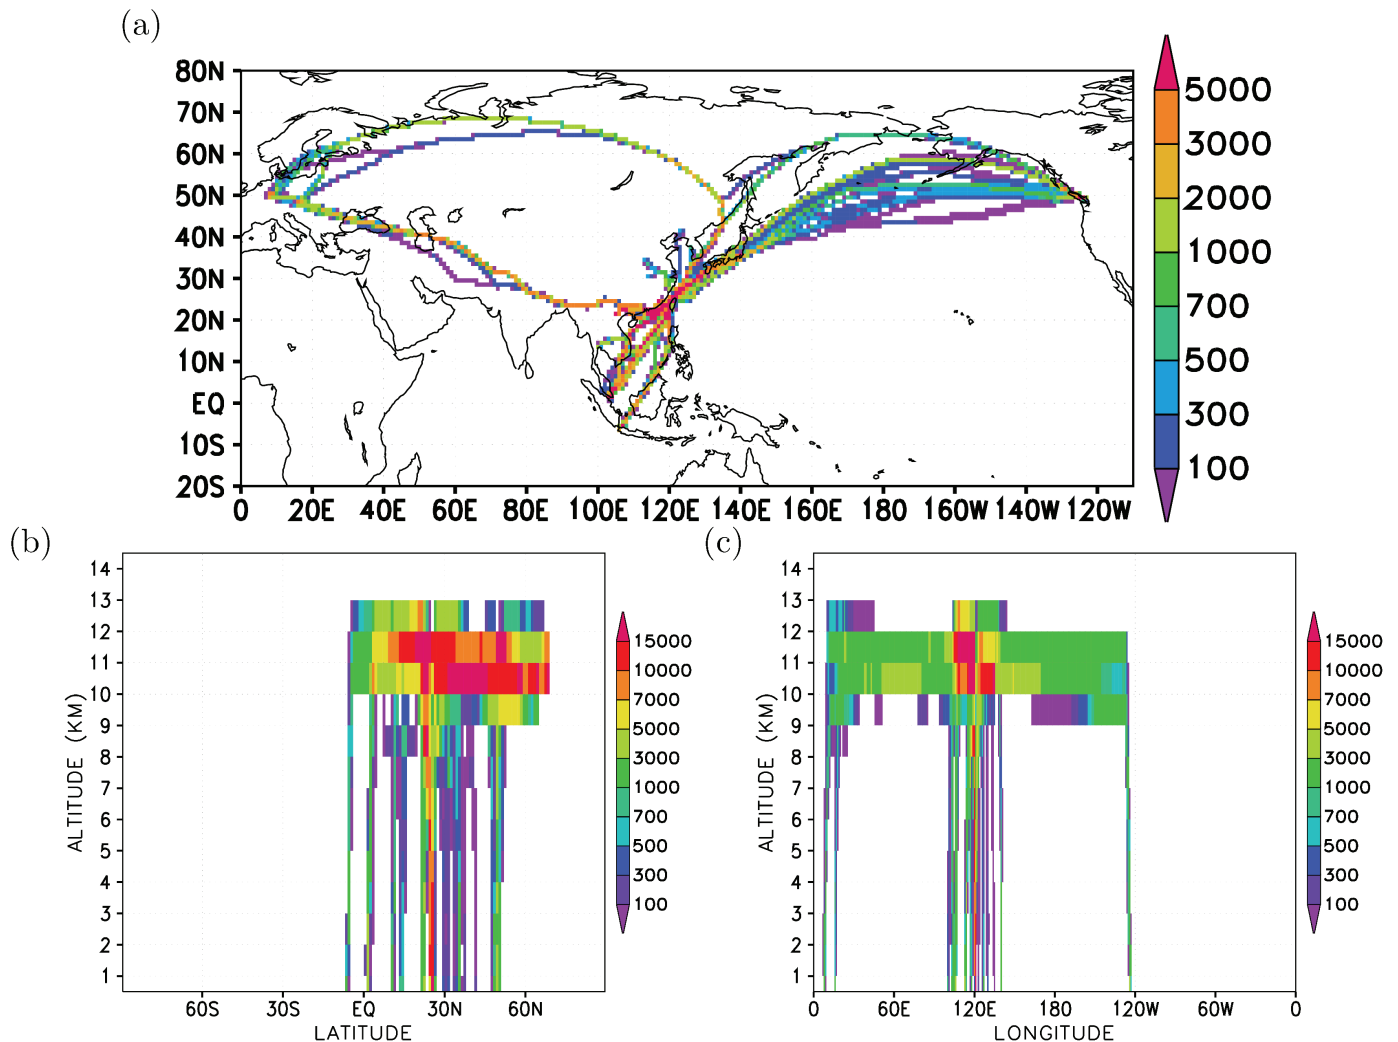 (a)
80N
70N
60N
50N
40N
30N
20N
10N
EQ
10S
20S
0 20E 40E 60E 80E 100E 120E 140E 160E 180 160W 140W 120W
5000
3000
2000
1000
700
500
300
100
(b)
14
13
12
11
10
9
8
7
6
5
4
3
2
1
ALTITUDE (KM)
60S 30S EQ 30N 60N
LATITUDE
15000
10000
7000
5000
3000
1000
700
500
300
100
(c)
14
13
12
11
10
9
8
7
6
5
4
3
2
1
ALTITUDE (KM)
0 60E 120E 180 120W 60W 0
LONGITUDE
15000
10000
7000
5000
3000
1000
700
500
300
100